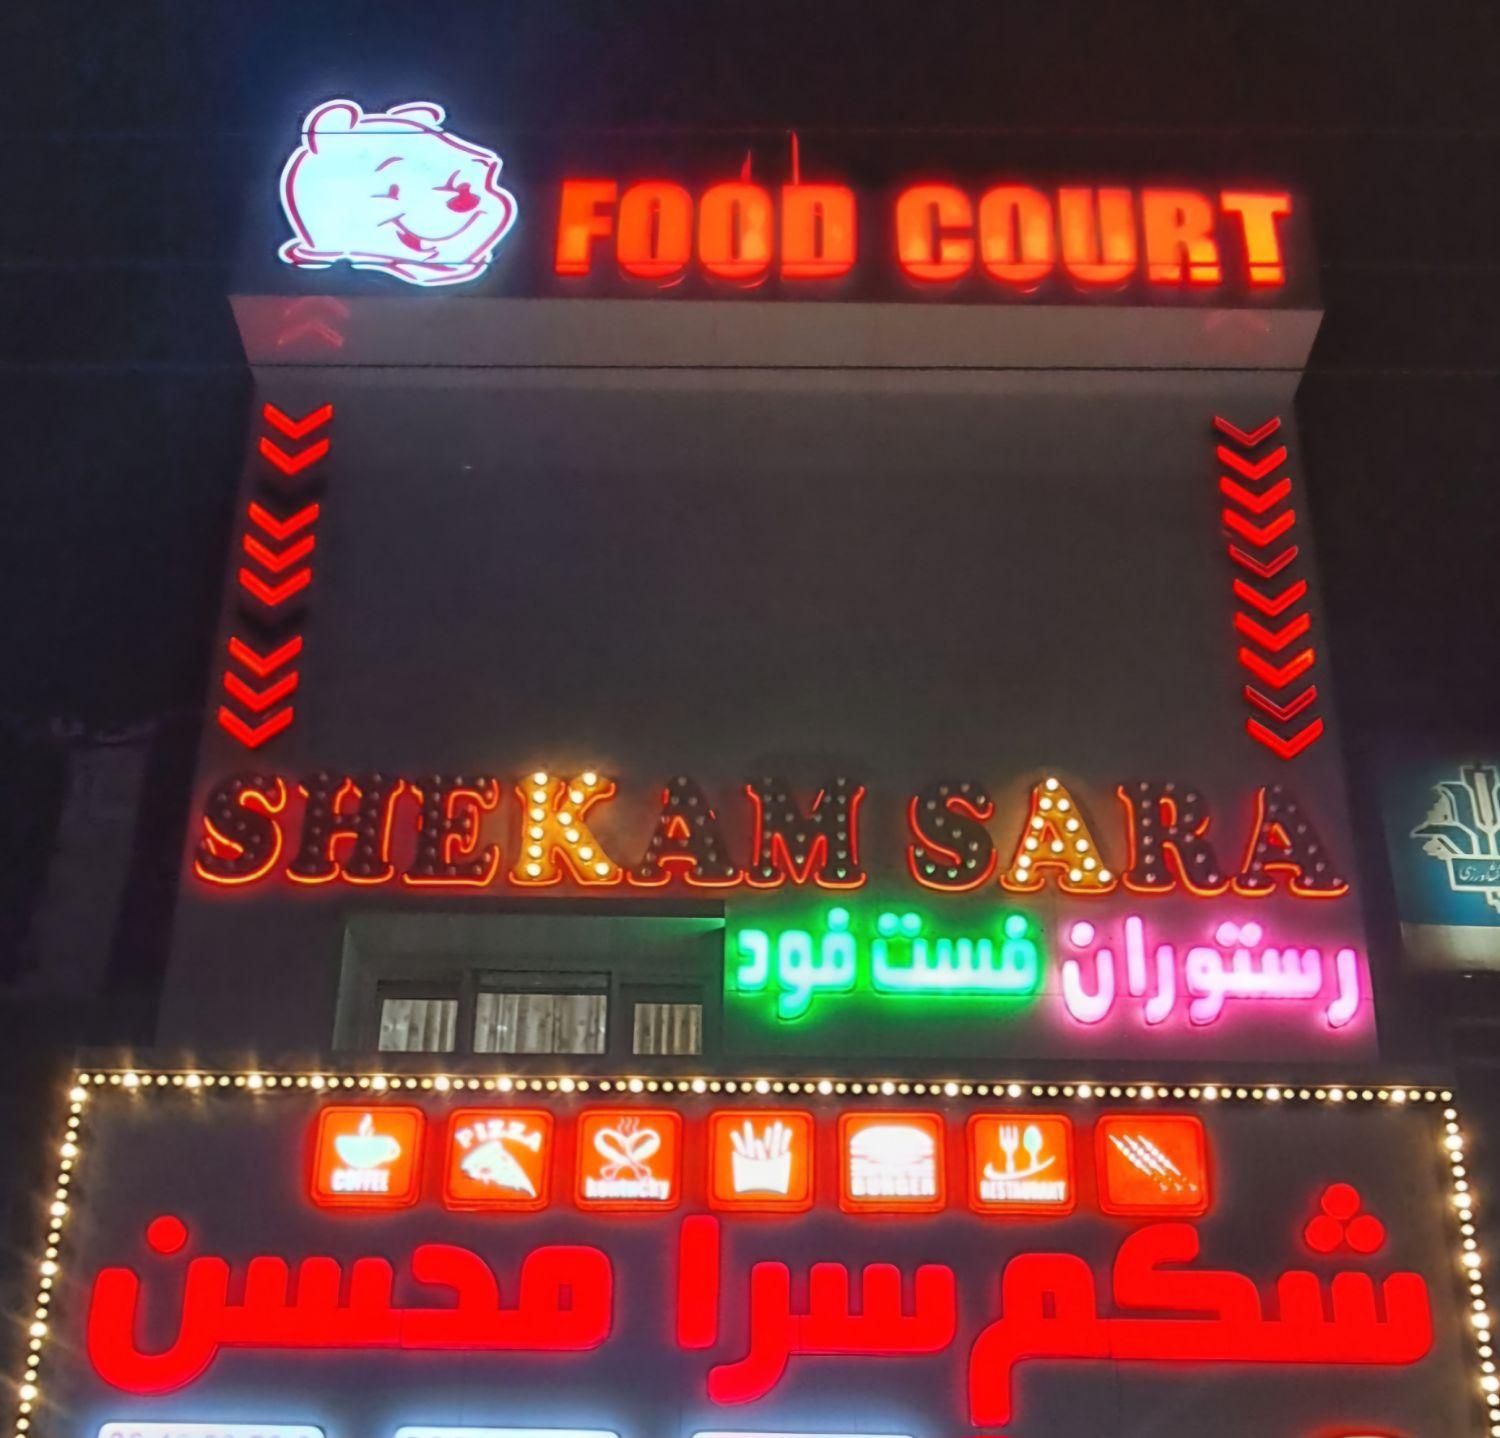 FOOD COURT
SHEKAM SARA
رستوران فست فود
COFFEE
PIZZA
BURGER
RESTAURANT
شکم سرا محسن